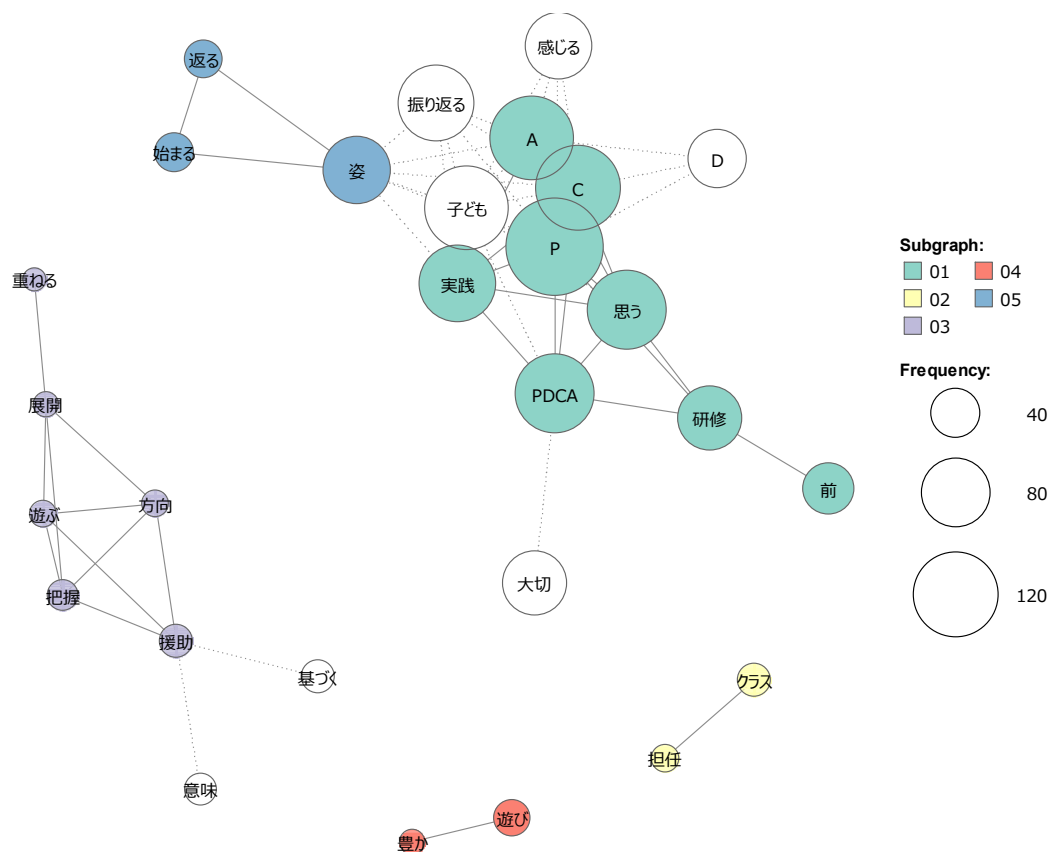 感じる
返る
振り返る
A
始まる
D
姿
C
子ども
P
Subgraph:
01
04
02
05
03
重ねる
実践
思う
Frequency:
PDCA
40
展開
研修
前
80
遊ぶ
方向
大切
把握
120
援助
基づく
クラス
担任
意味
遊び
豊か